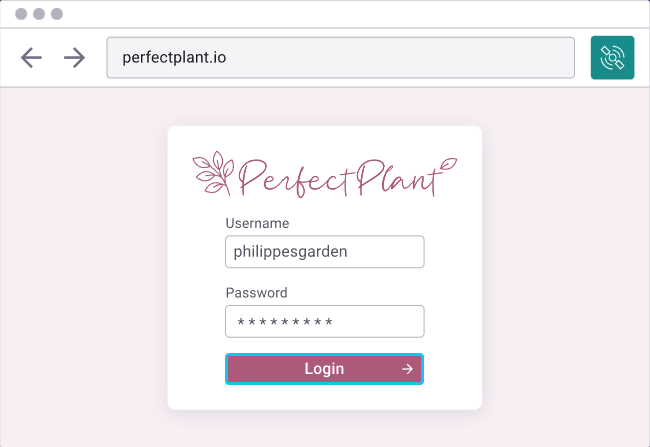 perfectplant.io
PerfectPlant
Username
philippesgarden
Password
*********
Login